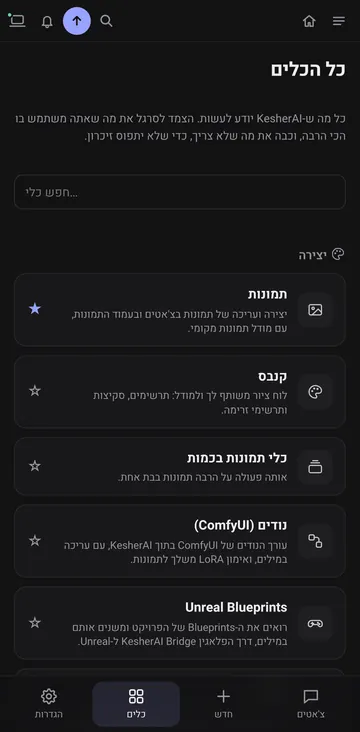 כל הכלים
כל מה ש-KesherAI יודע לעשות. הצמד לסרגל את מה שאתה משתמש בו
הכי הרבה, וכבה את מה שלא צריך, כדי שלא יתפוס זיכרון.
חפש כלי...
יצירה
תמונות
יצירה ועריכה של תמונות בצ'אטים ובעמוד התמונות,
עם מודל תמונות מקומי.
קנבס
לוח ציור משותף לך ולמודל: תרשימים, סקיצות
ותרשימי זרימה.
כלי תמונות בכמות
אותה פעולה על הרבה תמונות בבת אחת.
נודים (ComfyUI)
עורך הנודים של ComfyUI בתוך KesherAI, עם עריכה
במילים, ואימון LoRA משלך לתמונות.
Unreal Blueprints
רואים את ה-Blueprints של הפרויקט ומשנים אותם
במילים, דרך הפלאגין KesherAI Bridge ל-Unreal.
צ'אטים
חדש
כלים
הגדרות